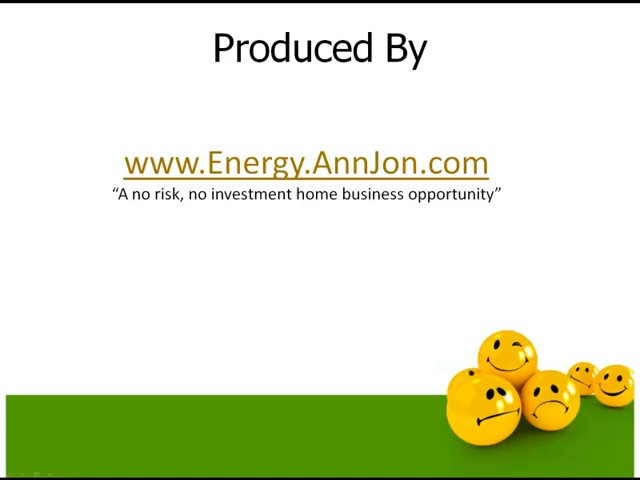 Produced By
www.Energy.AnnJon.com
“A no risk, no investment home business opportunity”